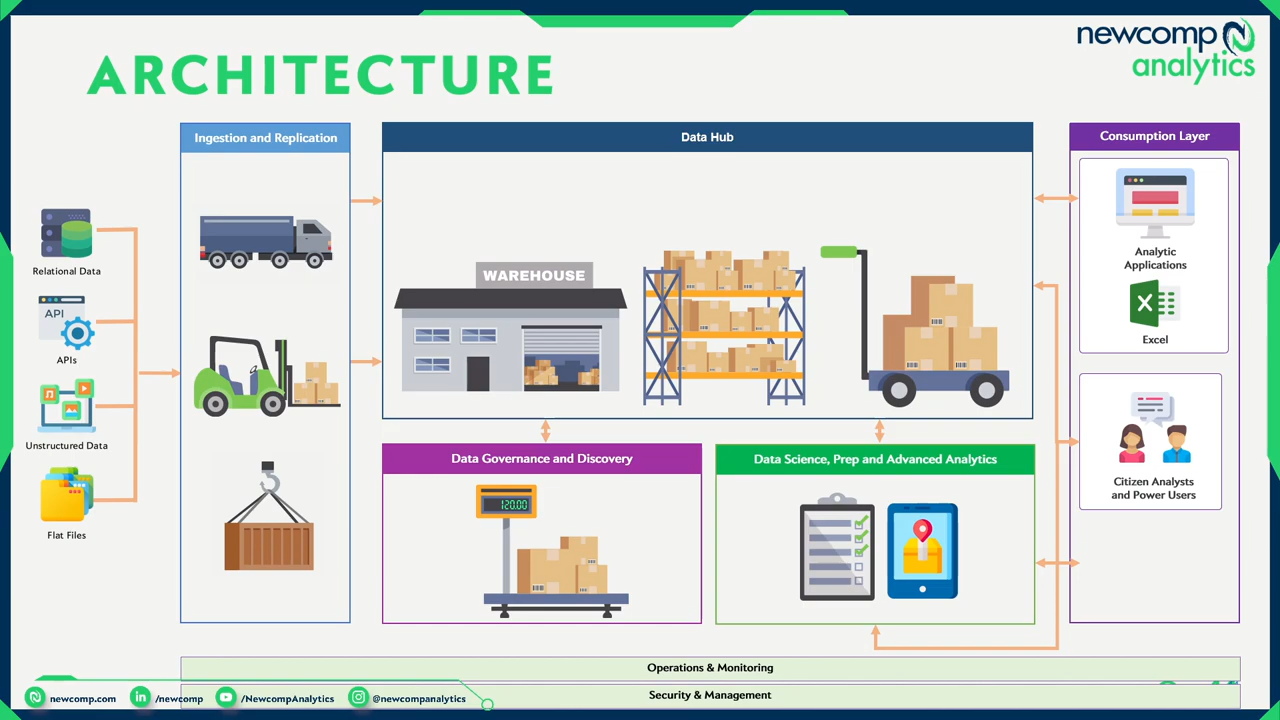 ARCHITECTURE
newcomp
analytics
Ingestion and Replication
Data Hub
Consumption Layer
Relational Data
API
APIs
Unstructured Data
Flat Files
WAREHOUSE
Analytic
Applications
X
Excel
Citizen Analysts
and Power Users
Data Governance and Discovery
120.00
Data Science, Prep and Advanced Analytics
Operations & Monitoring
Security & Management
newcomp.com
/newcomp
/NewcompAnalytics
@newcompanalytics